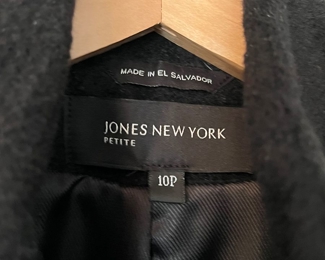 MADE IN EL SALVADOR
JONES NEW YORK
PETITE
10P